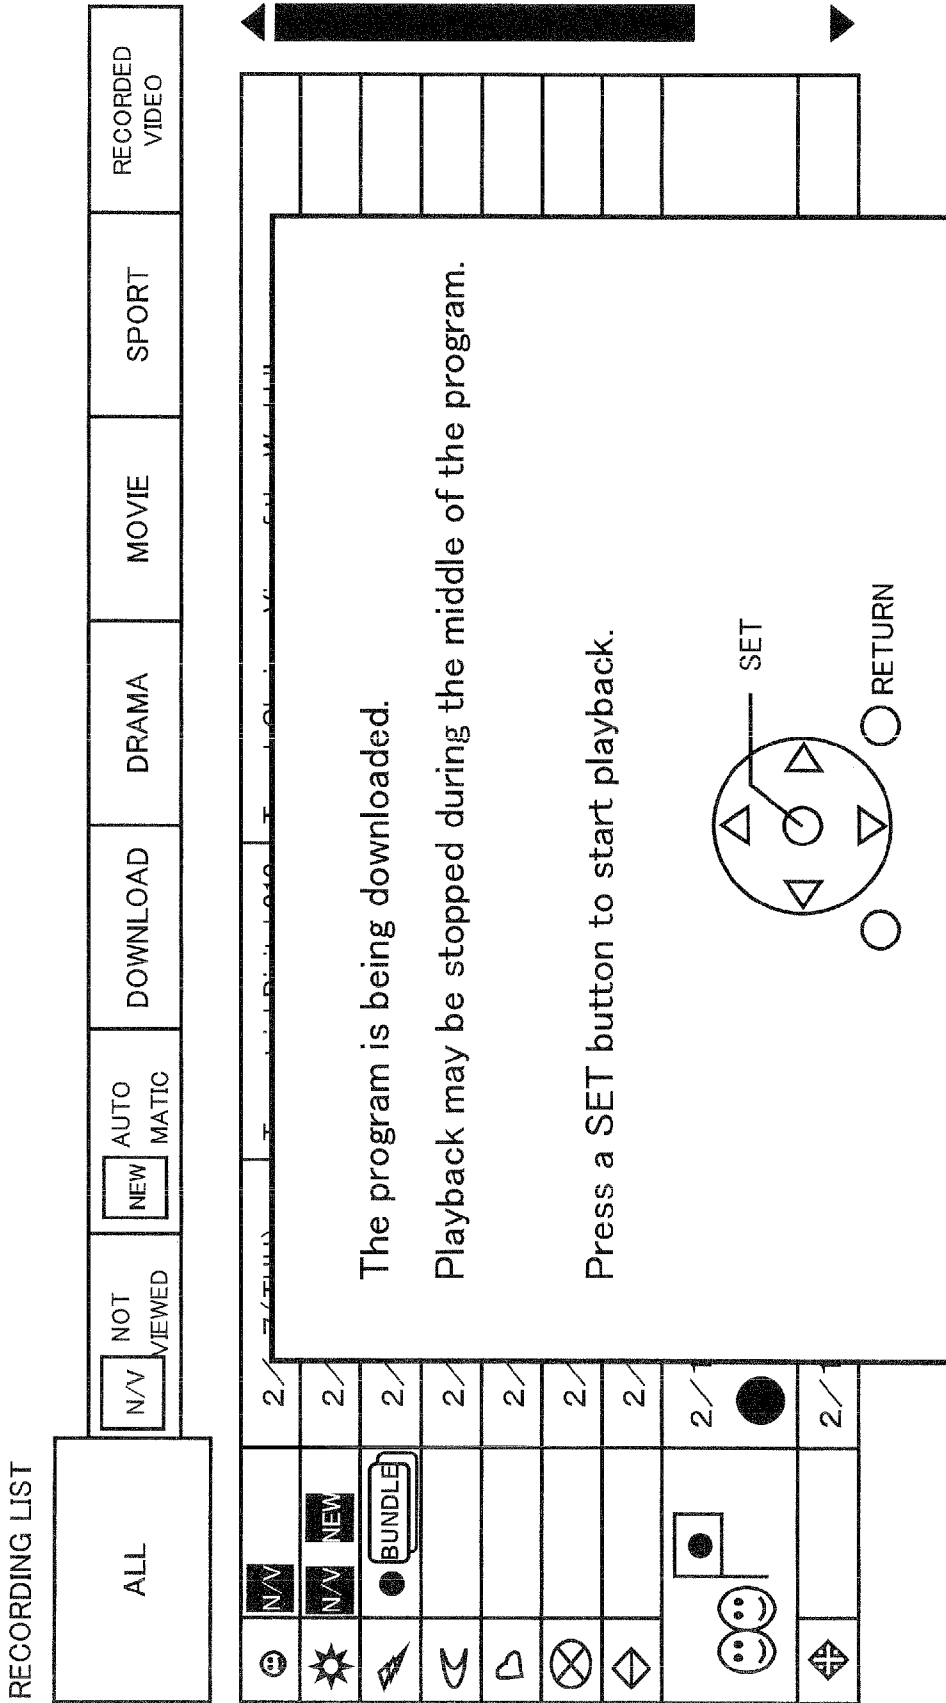 RECORDING LIST
ALL
N/V NOT
VIEWED
NEW AUTO
MATIC
DOWNLOAD
DRAMA
MOVIE
SPORT
RECORDED
VIDEO
N/V 2/
N/V NEW 2/
BUNDLE 2/
2/
2/
2/
2/
2/
2/
The program is being downloaded.
Playback may be stopped during the middle of the program.
Press a SET button to start playback.
SET
RETURN